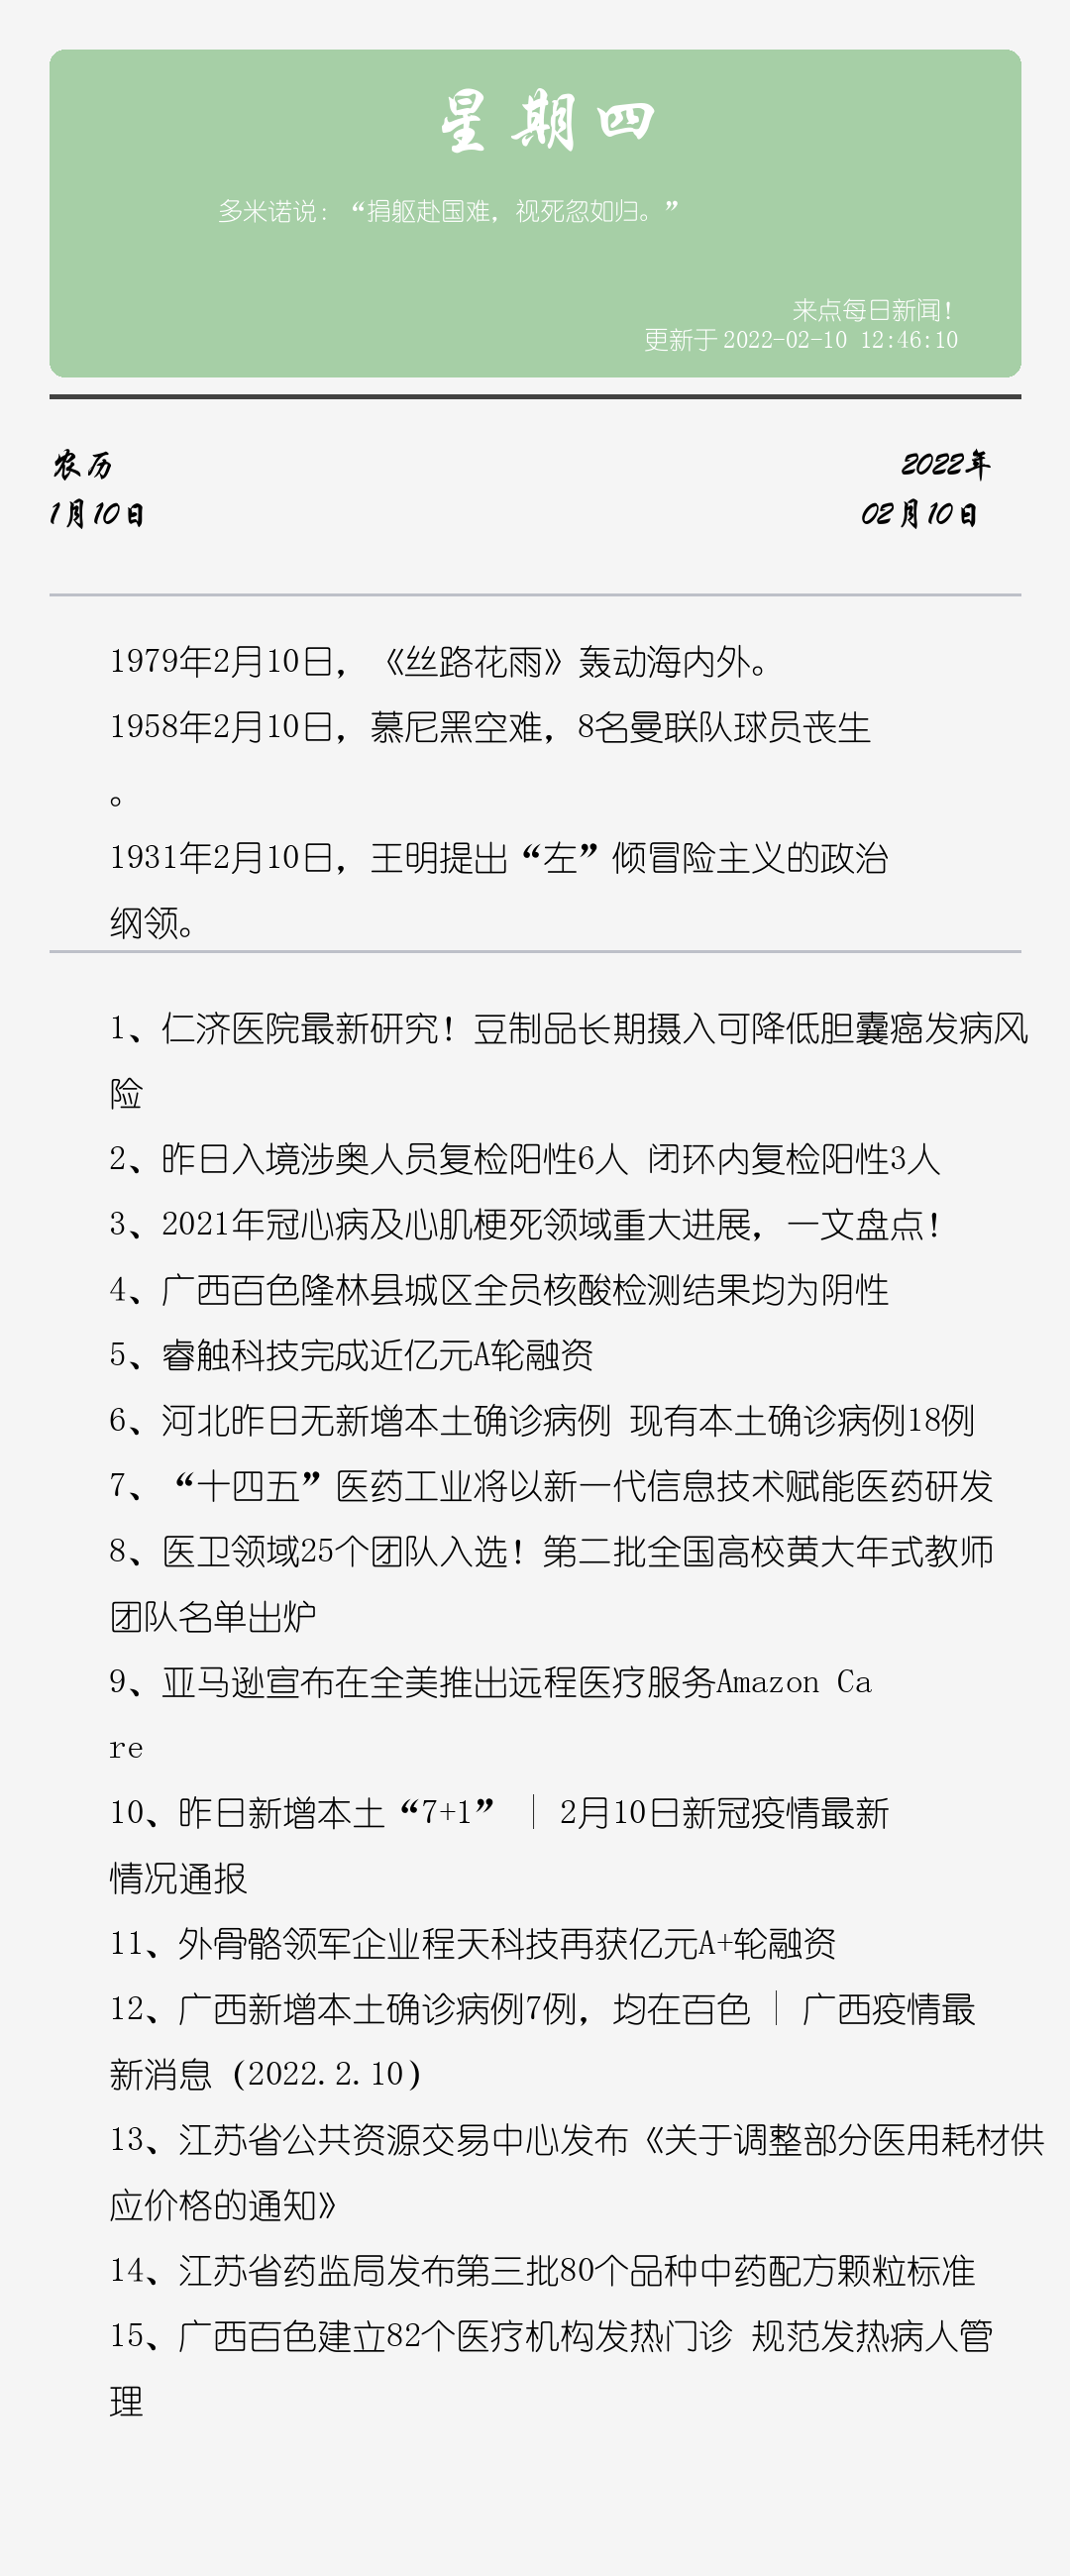 星期四
多米诺说：“捐躯赴国难，视死忽如归。”
来点每日新闻！
更新于 2022-02-10 12:46:10
农历
2022年
1月10日
02月10日
1979年2月10日，《丝路花雨》轰动海内外。
1958年2月10日，慕尼黑空难，8名曼联队球员丧生
。
1931年2月10日，王明提出“左”倾冒险主义的政治
纲领。
1、仁济医院最新研究！豆制品长期摄入可降低胆囊癌发病风
险
2、昨日入境涉奥人员复检阳性6人 闭环内复检阳性3人
3、2021年冠心病及心肌梗死领域重大进展，一文盘点！
4、广西百色隆林县城区全员核酸检测结果均为阴性
5、睿触科技完成近亿元A轮融资
6、河北昨日无新增本土确诊病例 现有本土确诊病例18例
7、“十四五”医药工业将以新一代信息技术赋能医药研发
8、医卫领域25个团队入选！第二批全国高校黄大年式教师
团队名单出炉
9、亚马逊宣布在全美推出远程医疗服务Amazon Ca
re
10、昨日新增本土“7+1” | 2月10日新冠疫情最新
情况通报
11、外骨骼领军企业程天科技再获亿元A+轮融资
12、广西新增本土确诊病例7例，均在百色 | 广西疫情最
新消息（2022.2.10）
13、江苏省公共资源交易中心发布《关于调整部分医用耗材供
应价格的通知》
14、江苏省药监局发布第三批80个品种中药配方颗粒标准
15、广西百色建立82个医疗机构发热门诊 规范发热病人管
理